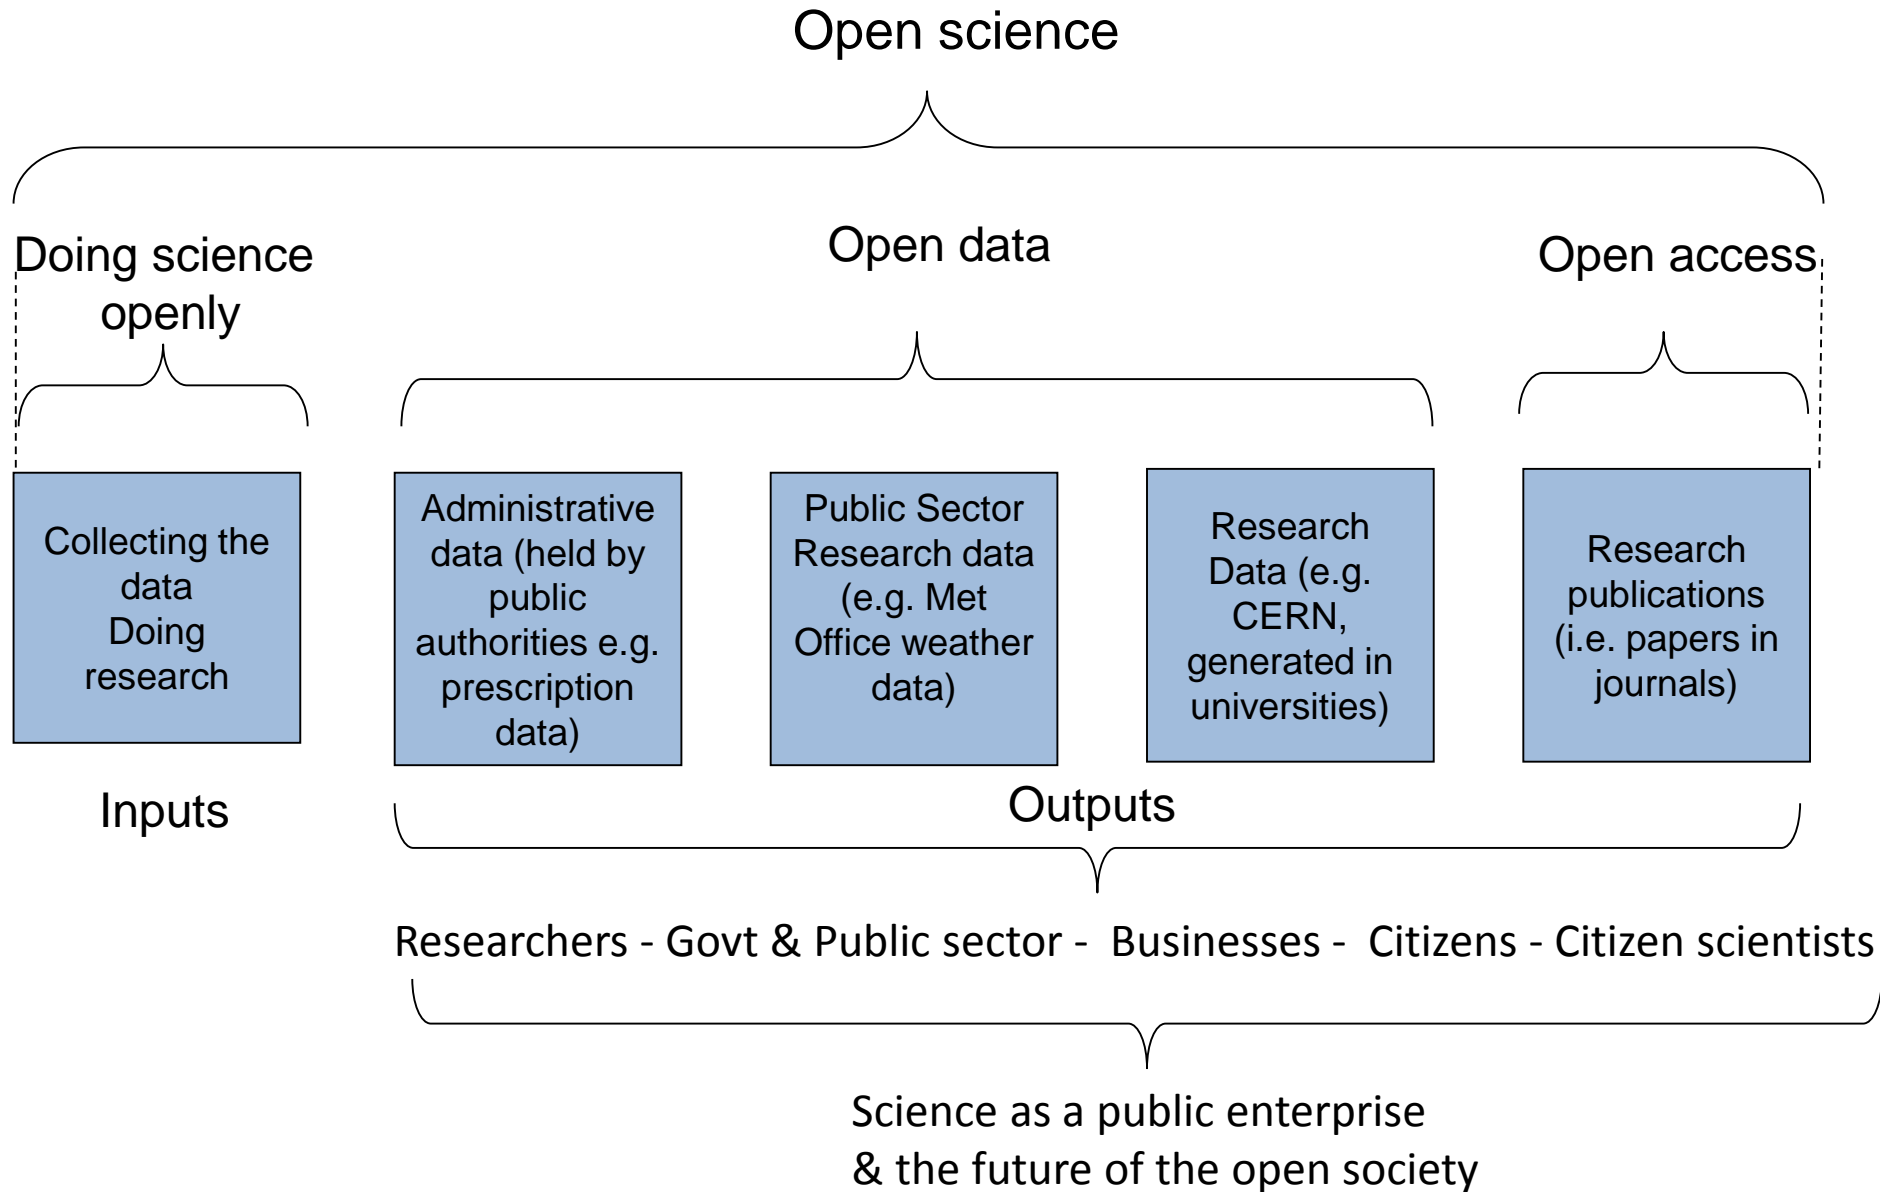 Open science
Doing science
openly
Open data
Open access
Collecting the
data
Doing
research
Administrative
data (held by
public
authorities e.g.
prescription
data)
Public Sector
Research data
(e.g. Met
Office weather
data)
Research
Data (e.g.
CERN,
generated in
universities)
Research
publications
(i.e. papers in
journals)
Inputs
Outputs
Researchers - Govt & Public sector - Businesses - Citizens - Citizen scientists
Science as a public enterprise
& the future of the open society